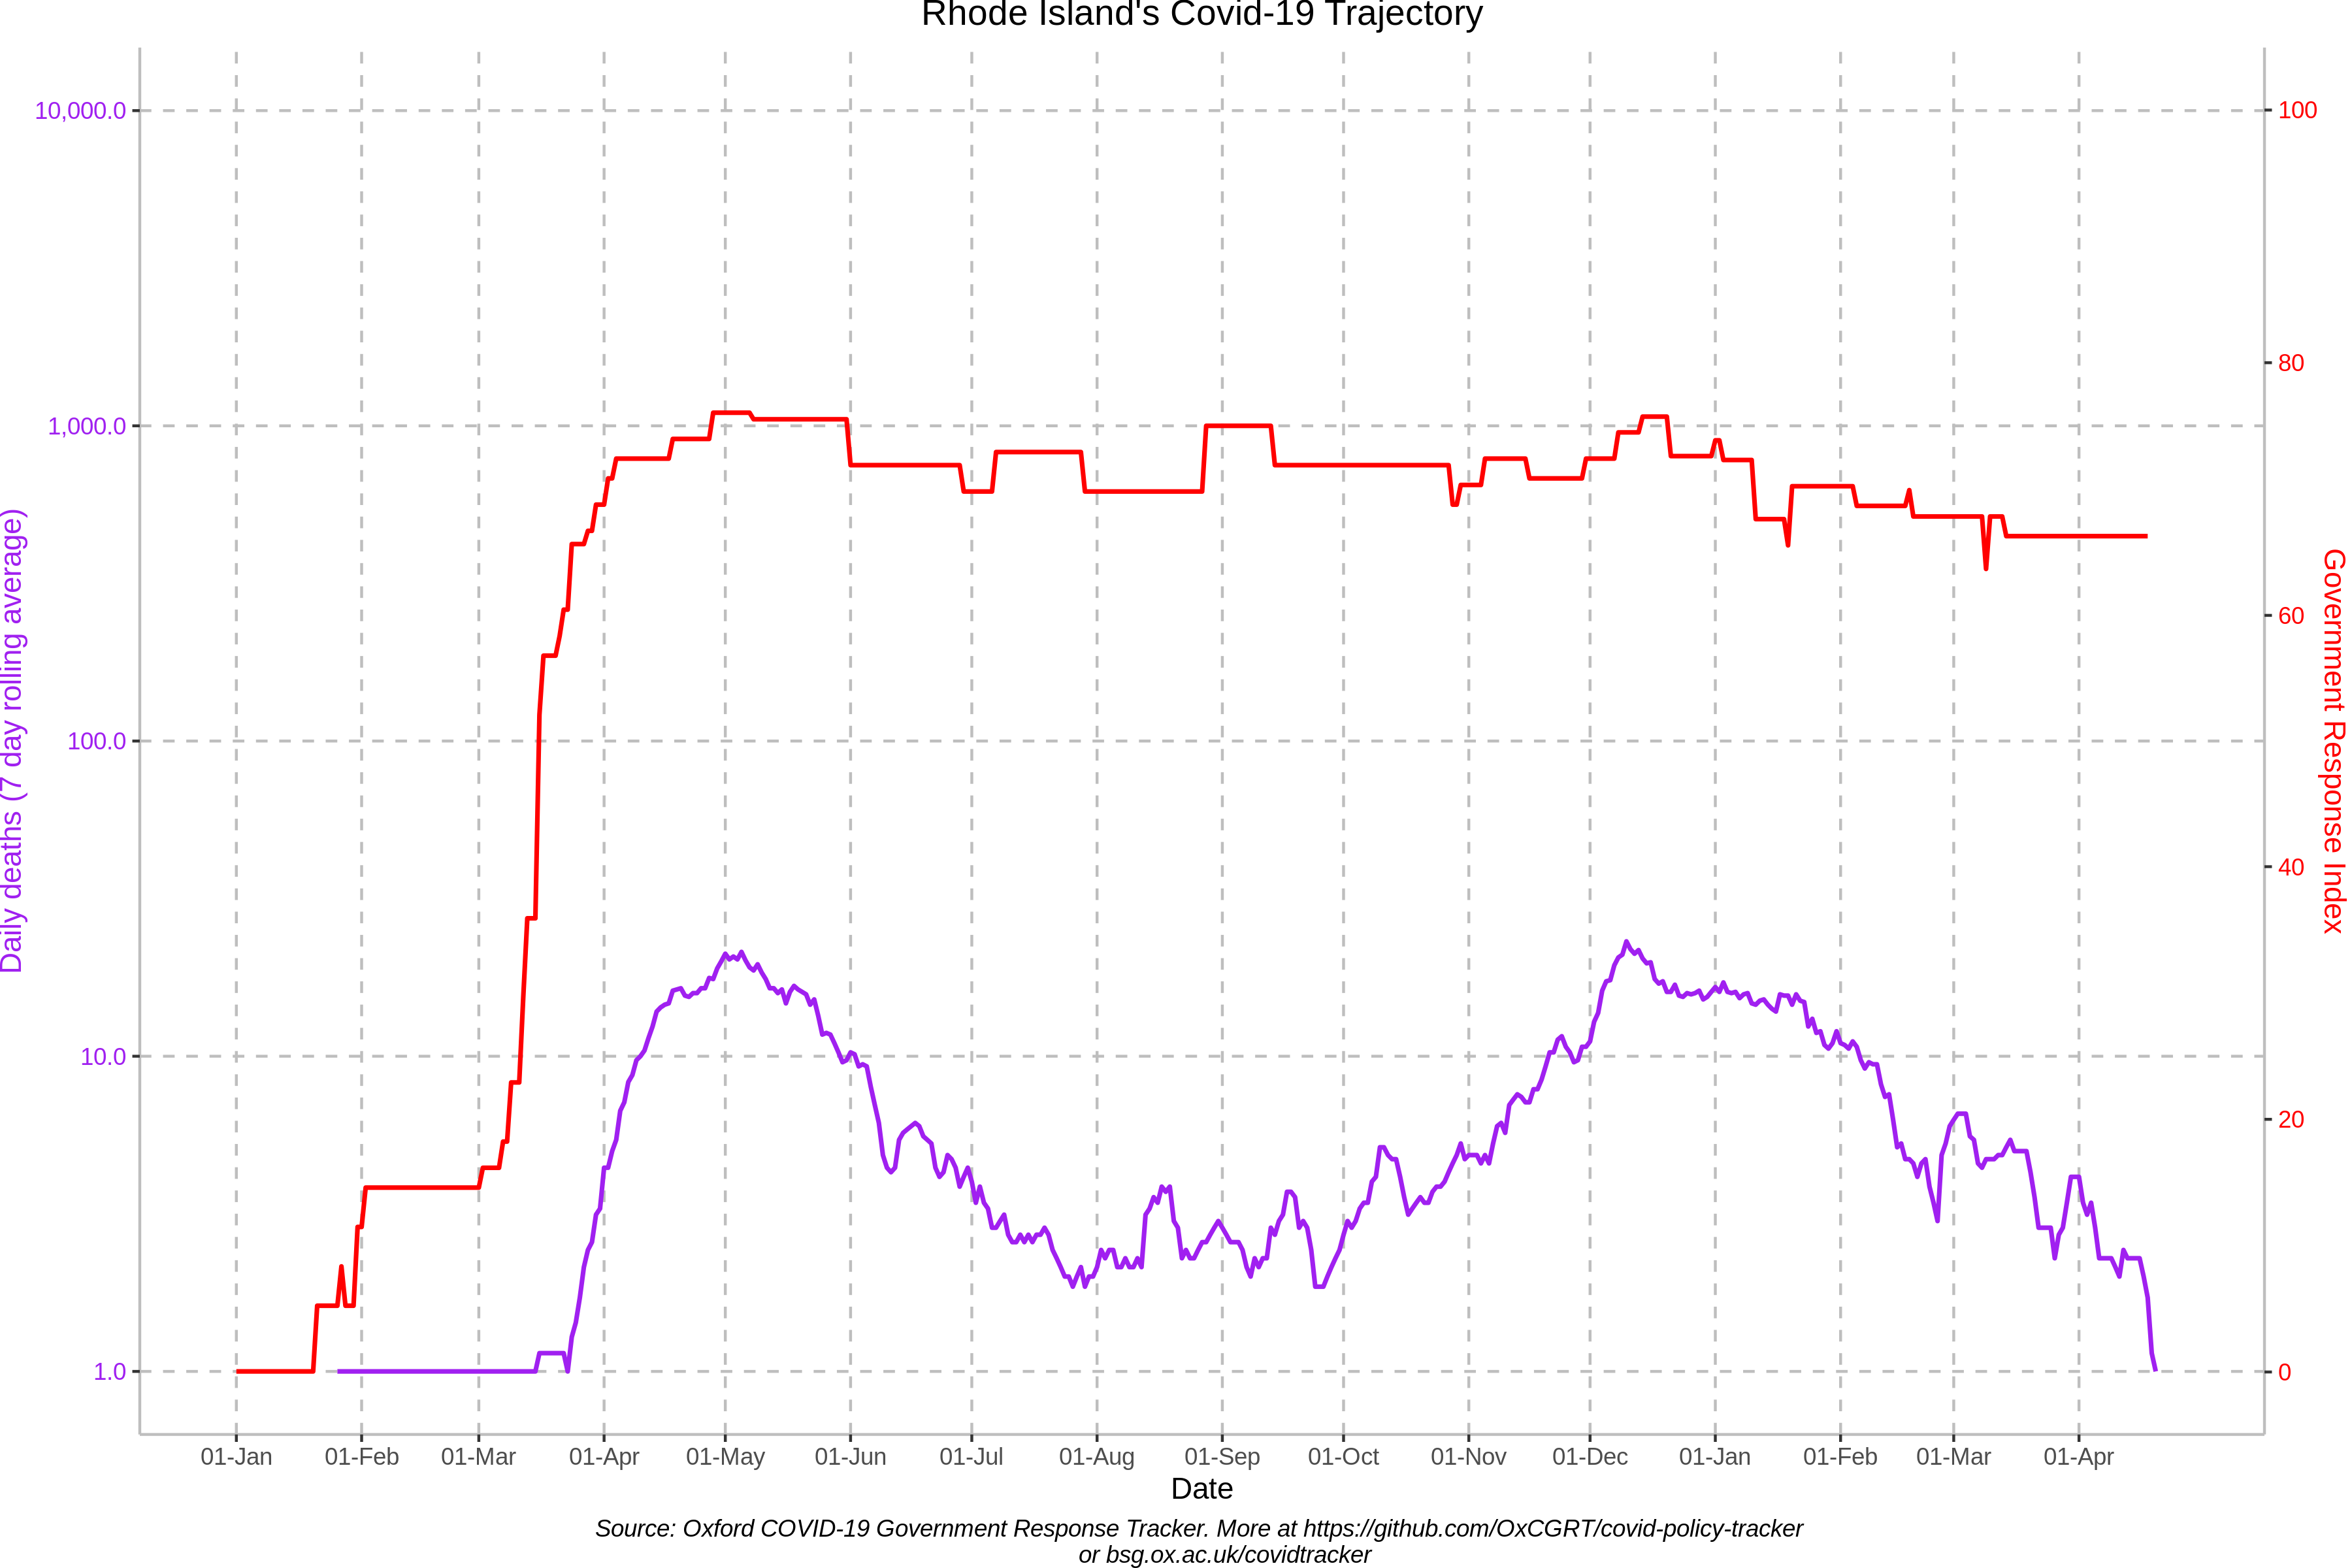 Rhode Island's Covid-19 Trajectory
10,000.0
1,000.0
100.0
10.0
1.0
Daily deaths (7 day rolling average)
100
80
60
40
20
0
Government Response Index
01-Jan 01-Feb 01-Mar 01-Apr 01-May 01-Jun 01-Jul 01-Aug 01-Sep 01-Oct 01-Nov 01-Dec 01-Jan 01-Feb 01-Mar 01-Apr
Date
Source: Oxford COVID-19 Government Response Tracker. More at https://github.com/OxCGRT/covid-policy-tracker
or bsg.ox.ac.uk/covidtracker